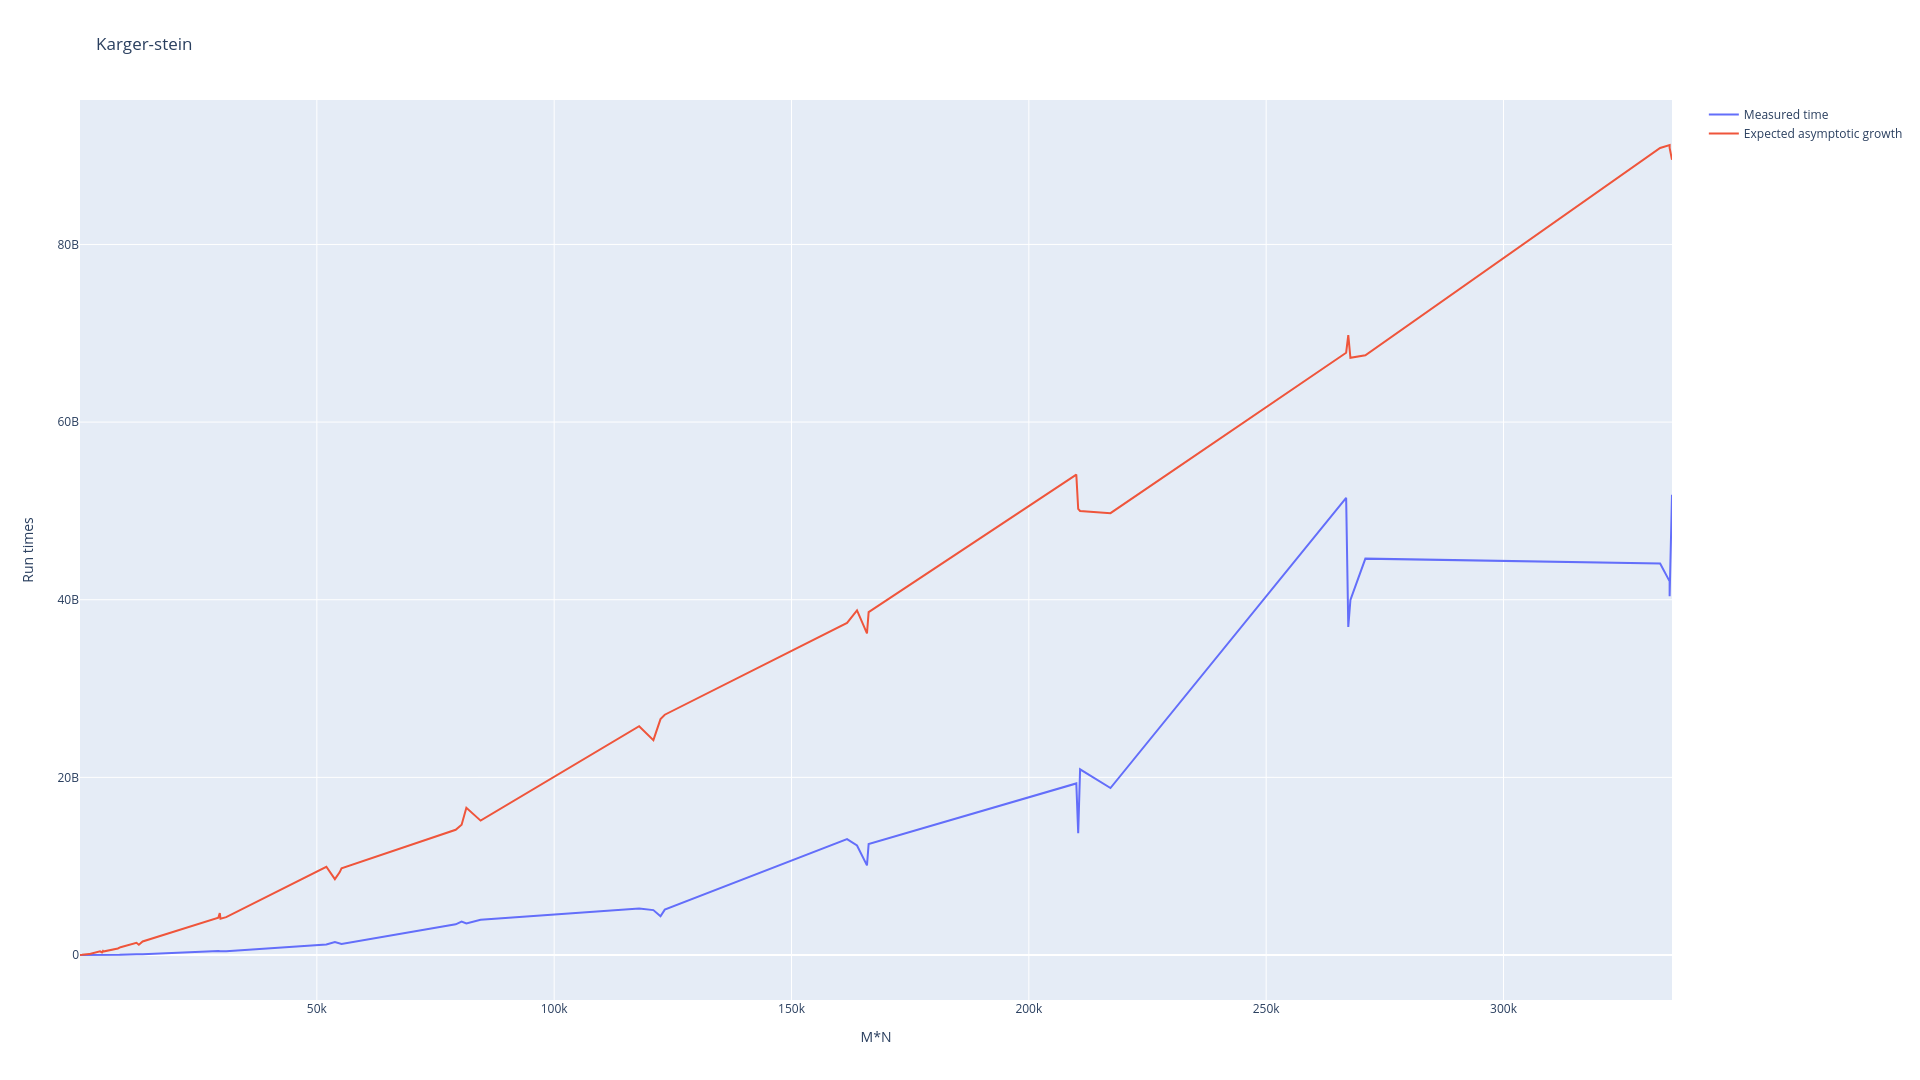 Karger-stein
Measured time
Expected asymptotic growth
80B
60B
40B
20B
0
Run times
50k
100k
150k
200k
250k
300k
M*N